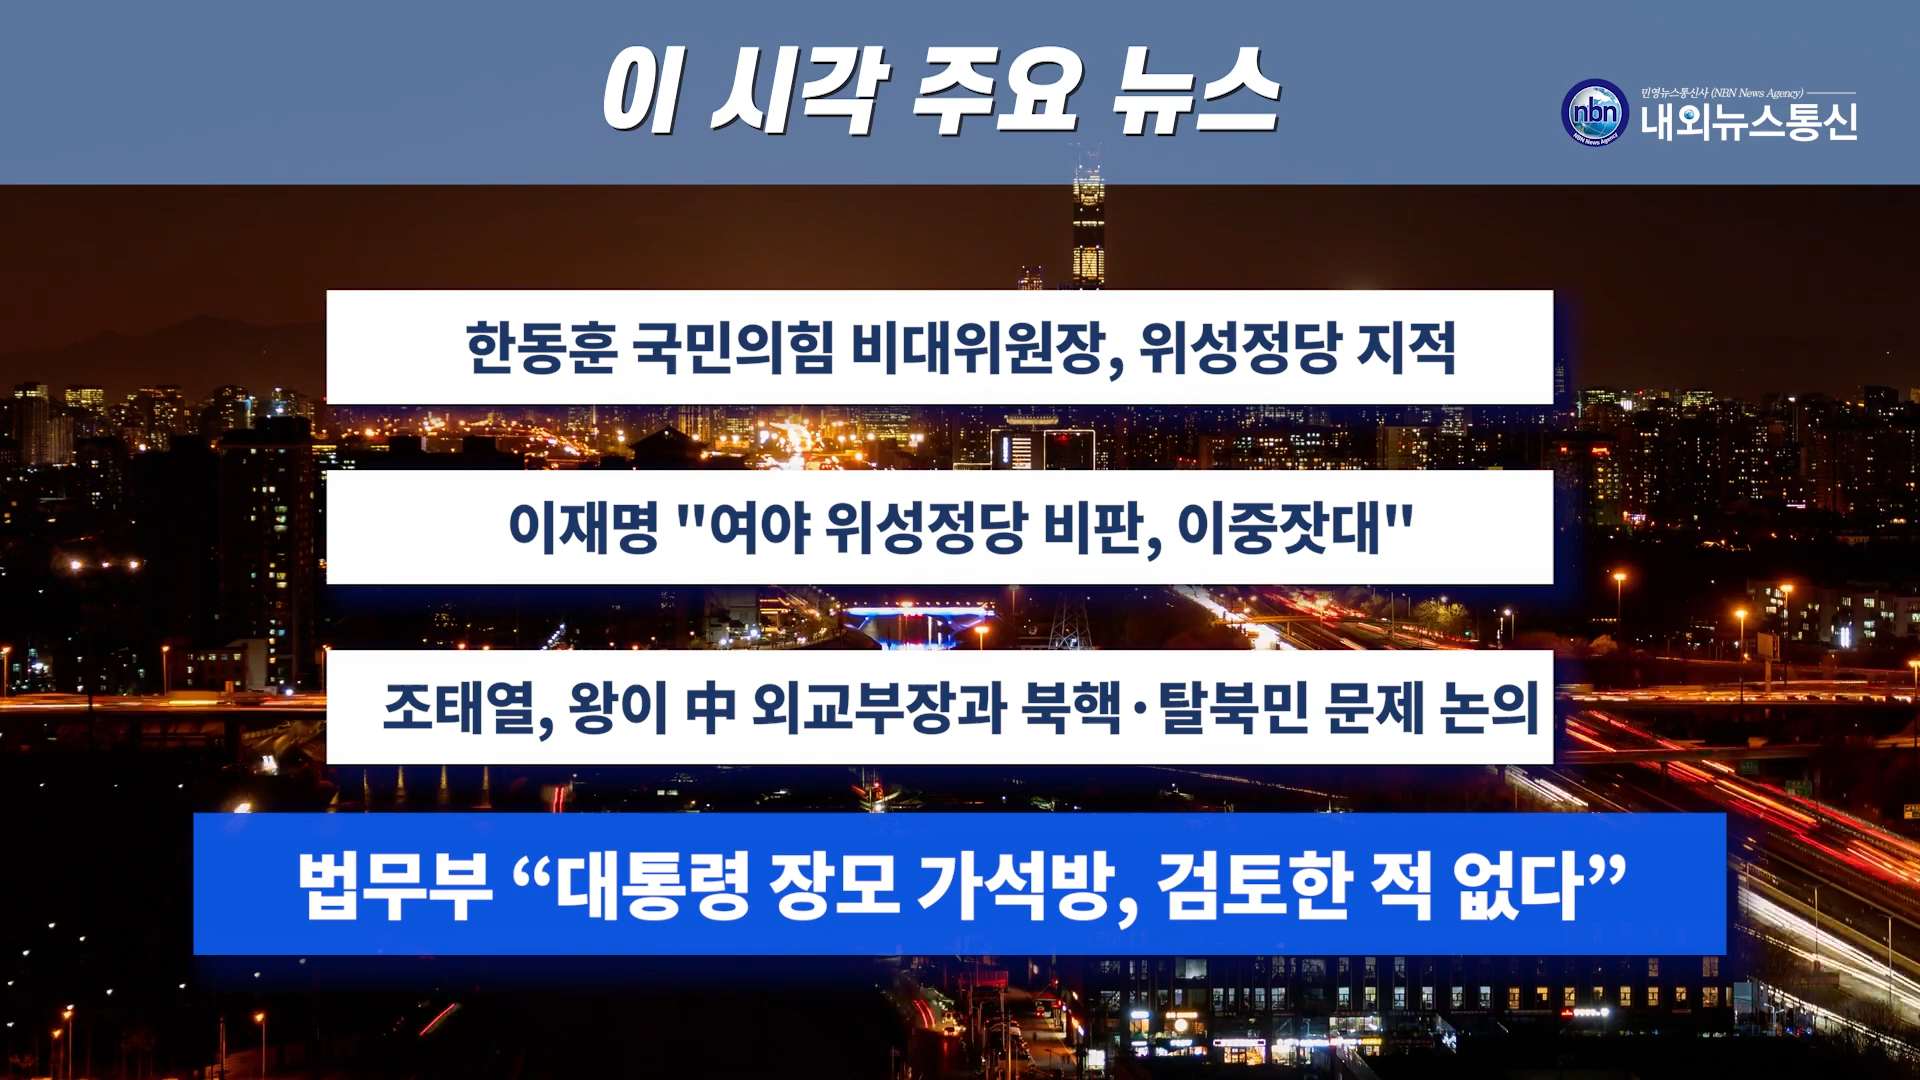 이 시각 주요 뉴스
민영뉴스통신사 (NBN News Agency)
nbn
NBN News Agency
내외뉴스통신
한동훈 국민의힘 비대위원장, 위성정당 지적
이재명 "여야 위성정당 비판, 이중잣대"
조태열, 왕이 中 외교부장과 북핵·탈북민 문제 논의
법무부 “대통령 장모 가석방, 검토한 적 없다”